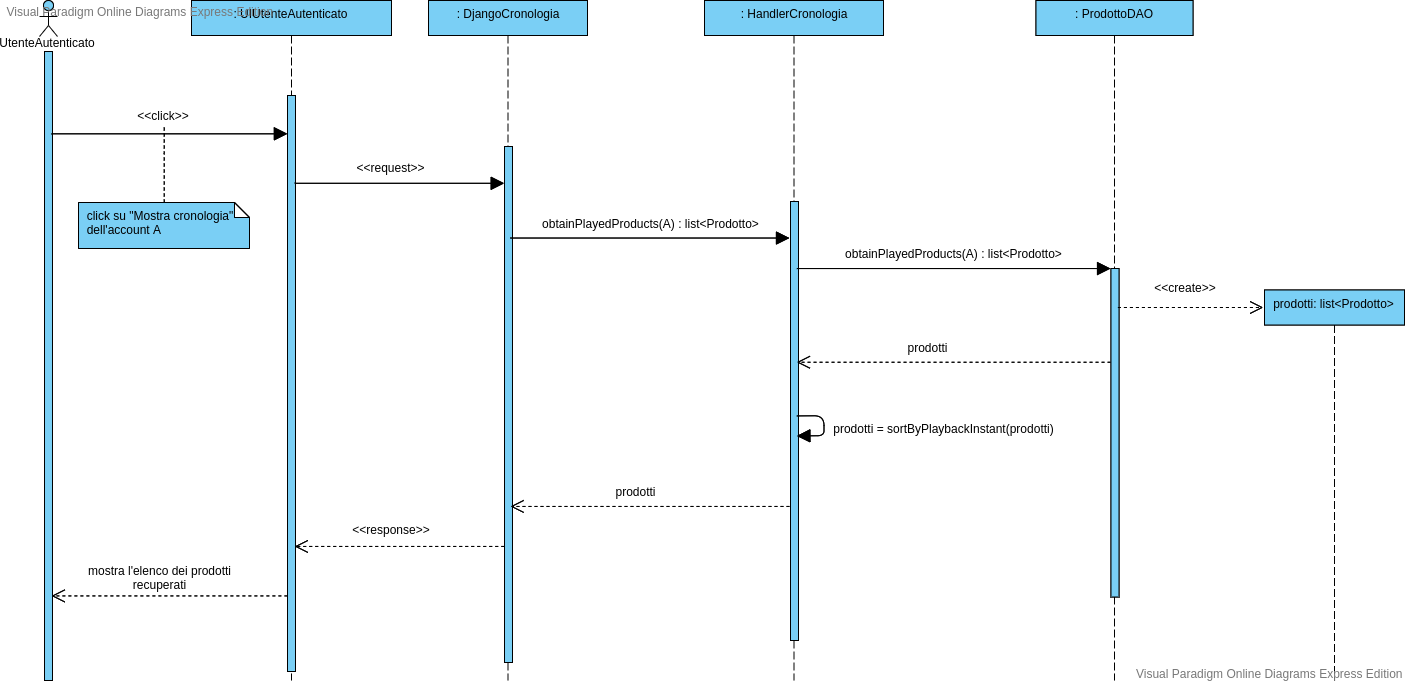 Visual Paradigm Online Diagrams Express Edition
: UIUtenteAutenticato
: DjangoCronologia
: HandlerCronologia
: ProdottoDAO
UtenteAutenticato
<<click>>
<<request>>
click su "Mostra cronologia"
dell'account A
obtainPlayedProducts(A) : list<Prodotto>
obtainPlayedProducts(A) : list<Prodotto>
<<create>>
prodotti: list<Prodotto>
prodotti
prodotti = sortByPlaybackInstant(prodotti)
prodotti
<<response>>
mostra l'elenco dei prodotti
recuperati
Visual Paradigm Online Diagrams Express Edition